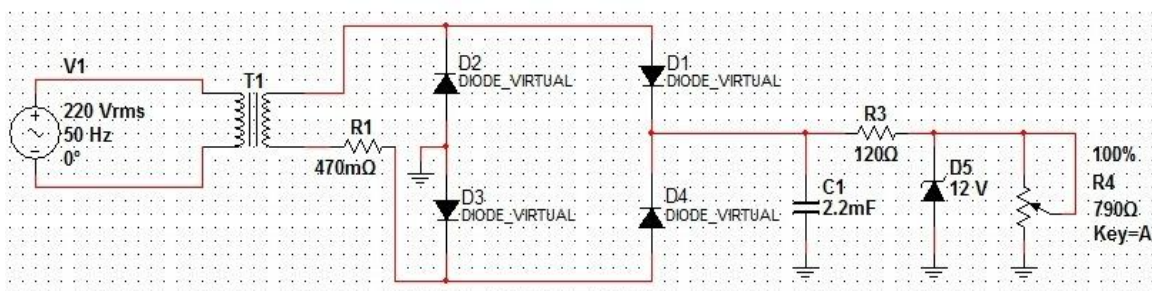 V1
220 Vrms
50 Hz
0°
T1
R1
470mΩ
D2
DIODE_VIRTUAL
D1
DIODE_VIRTUAL
D3
DIODE_VIRTUAL
D4
DIODE_VIRTUAL
R3
120Ω
C1
2.2mF
D5
12 V
100%
R4
790Ω
Key=A